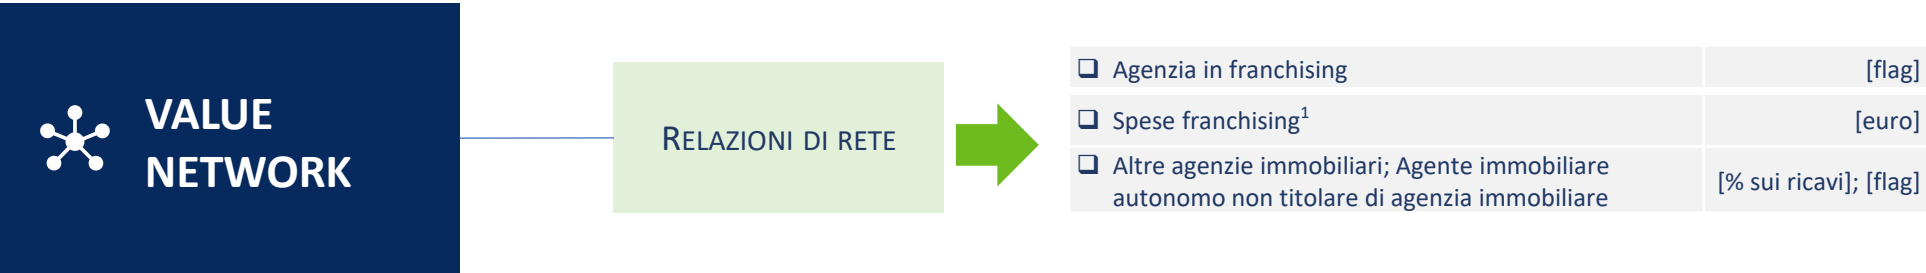 VALUE
NETWORK
RELAZIONI DI RETE
❑ Agenzia in franchising [flag]
❑ Spese franchising¹ [euro]
❑ Altre agenzie immobiliari; Agente immobiliare
autonomo non titolare di agenzia immobiliare [% sui ricavi]; [flag]